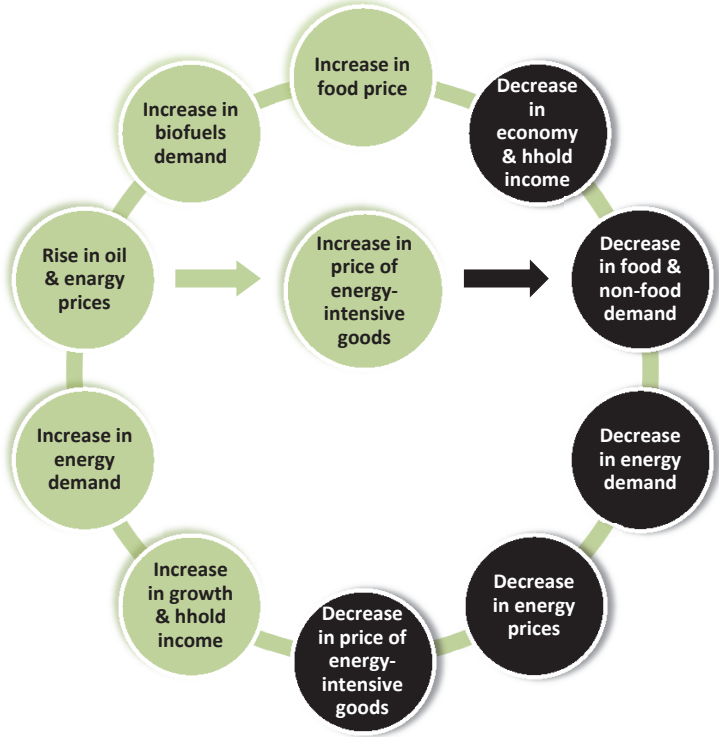 Increase in
food price
Decrease
in
economy
& hhold
income
Increase in
biofuels
demand
Rise in oil
& enargy
prices
Increase in
price of
energy-
intensive
goods
Decrease
in food &
non-food
demand
Increase in
energy
demand
Decrease
in energy
demand
Increase
in growth
& hhold
income
Decrease
in price of
energy-
intensive
goods
Decrease
in energy
prices